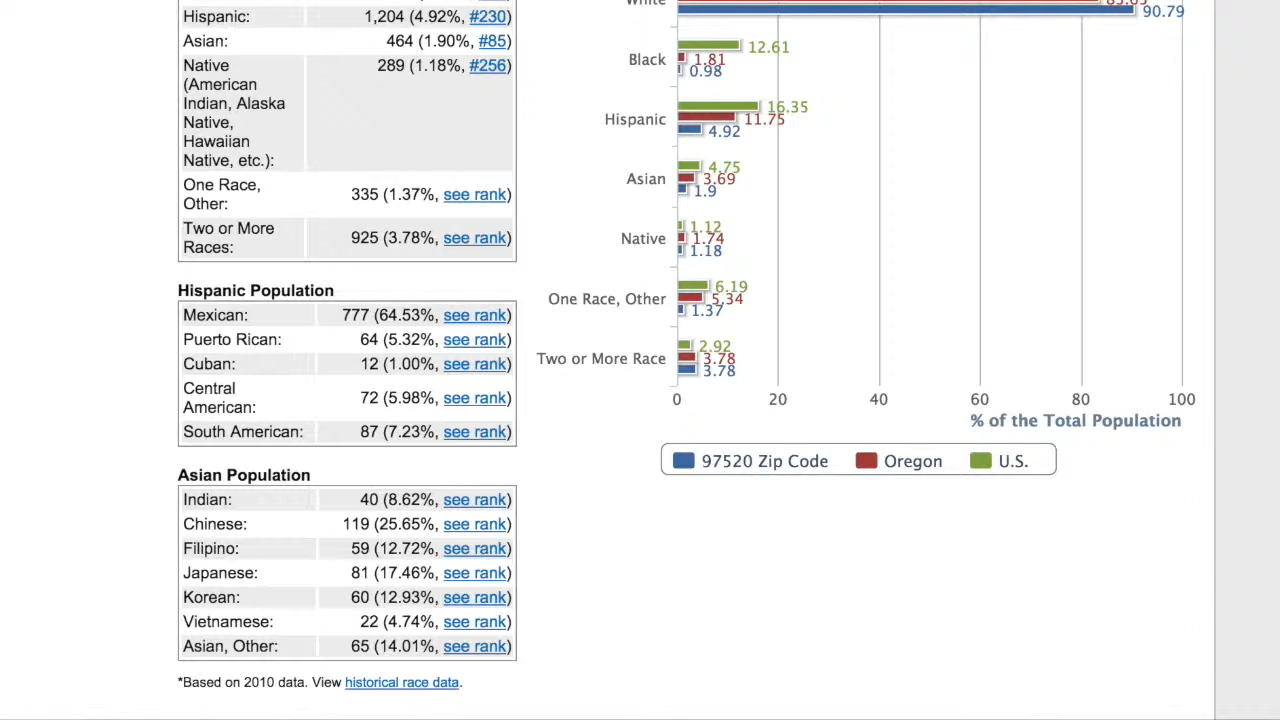 Hispanic: 1,204 (4.92%, #230)
Asian: 464 (1.90%, #85)
Native 289 (1.18%, #256)
(American
Indian, Alaska
Native,
Hawaiian
Native, etc.):
One Race,
Other: 335 (1.37%, see rank)
Two or More
Races: 925 (3.78%, see rank)
Hispanic Population
Mexican: 777 (64.53%, see rank)
Puerto Rican: 64 (5.32%, see rank)
Cuban: 12 (1.00%, see rank)
Central
American: 72 (5.98%, see rank)
South American: 87 (7.23%, see rank)
Asian Population
Indian: 40 (8.62%, see rank)
Chinese: 119 (25.65%, see rank)
Filipino: 59 (12.72%, see rank)
Japanese: 81 (17.46%, see rank)
Korean: 60 (12.93%, see rank)
Vietnamese: 22 (4.74%, see rank)
Asian, Other: 65 (14.01%, see rank)
*Based on 2010 data. View historical race data.
White
90.79
Black
12.61
1.81
0.98
Hispanic
16.35
11.75
4.92
Asian
4.75
3.69
1.9
Native
1.12
1.74
1.18
One Race, Other
6.19
5.34
1.37
Two or More Race
2.92
3.78
3.78
0 20 40 60 80 100
% of the Total Population
97520 Zip Code Oregon U.S.